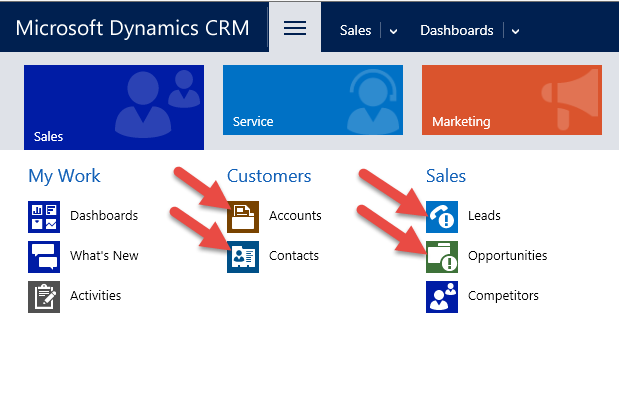 Microsoft Dynamics CRM
Sales
Dashboards
Sales
Service
Marketing
My Work
Customers
Sales
Dashboards
Accounts
Leads
What's New
Contacts
Opportunities
Activities
Competitors